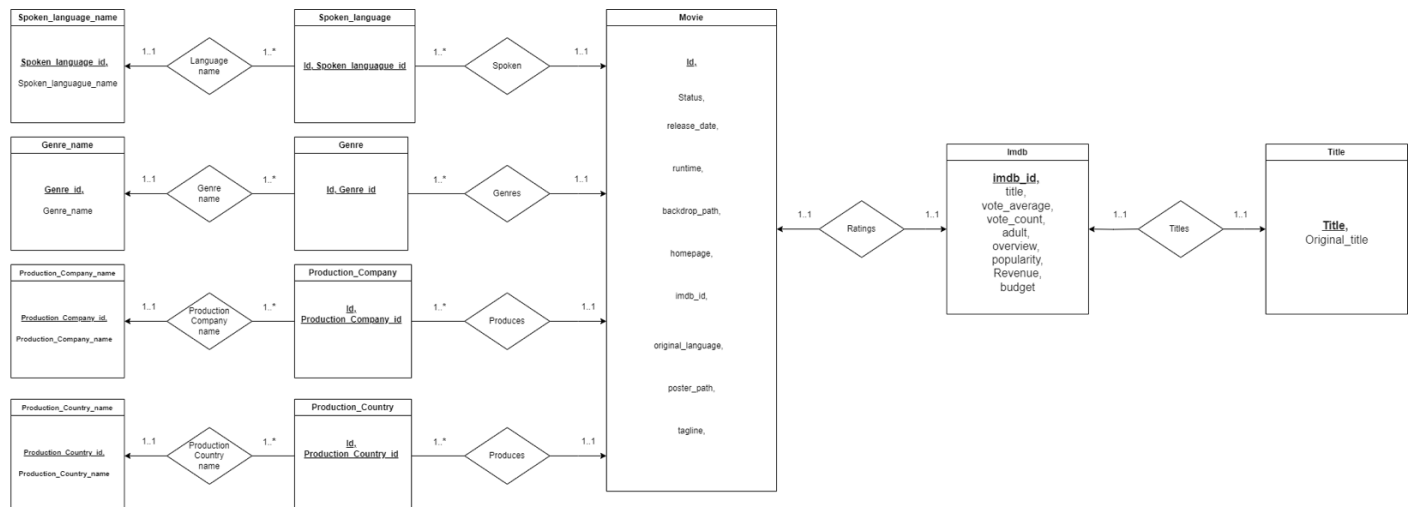 Spoken_language_name
Spoken_language_id,
Spoken_languague_name
1..1
Language
name
1..*
Spoken_language
Id, Spoken_languague_id
1..*
Spoken
1..1
Genre_name
Genre_id,
Genre_name
1..1
Genre
name
1..*
Genre
Id, Genre_id
1..*
Genres
1..1
Production_Company_name
Production_Company_id,
Production_Company_name
1..1
Production
Company
name
1..*
Production_Company
Id,
Production_Company_id
1..*
Produces
1..1
Production_Country_name
Production_Country_id,
Production_Country_name
1..1
Production
Country
name
1..*
Production_Country
Id,
Production_Country_id
1..*
Produces
1..1
Movie
Id,
Status,
release_date,
runtime,
backdrop_path,
homepage,
imdb_id,
original_language,
poster_path,
tagline,
1..1
Ratings
1..1
Imdb
imdb_id,
title,
vote_average,
vote_count,
adult,
overview,
popularity,
Revenue,
budget
1..1
Titles
1..1
Title
Title,
Original_title